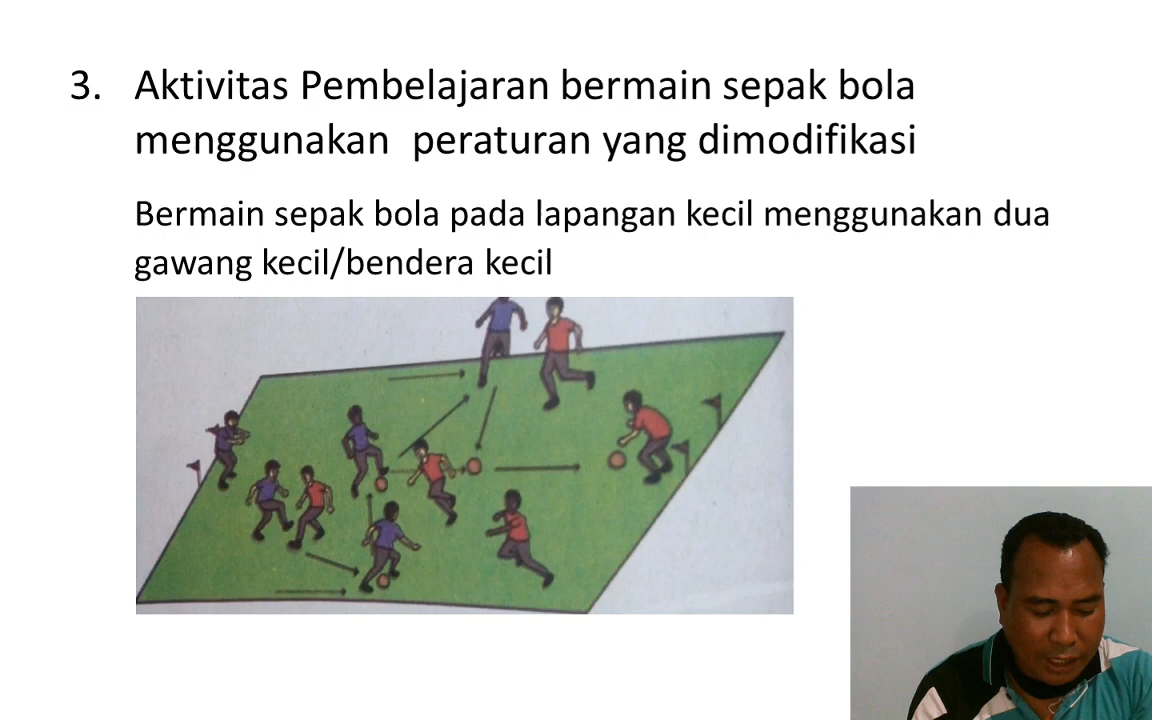 3. Aktivitas Pembelajaran bermain sepak bola
menggunakan peraturan yang dimodifikasi
Bermain sepak bola pada lapangan kecil menggunakan dua
gawang kecil/bendera kecil